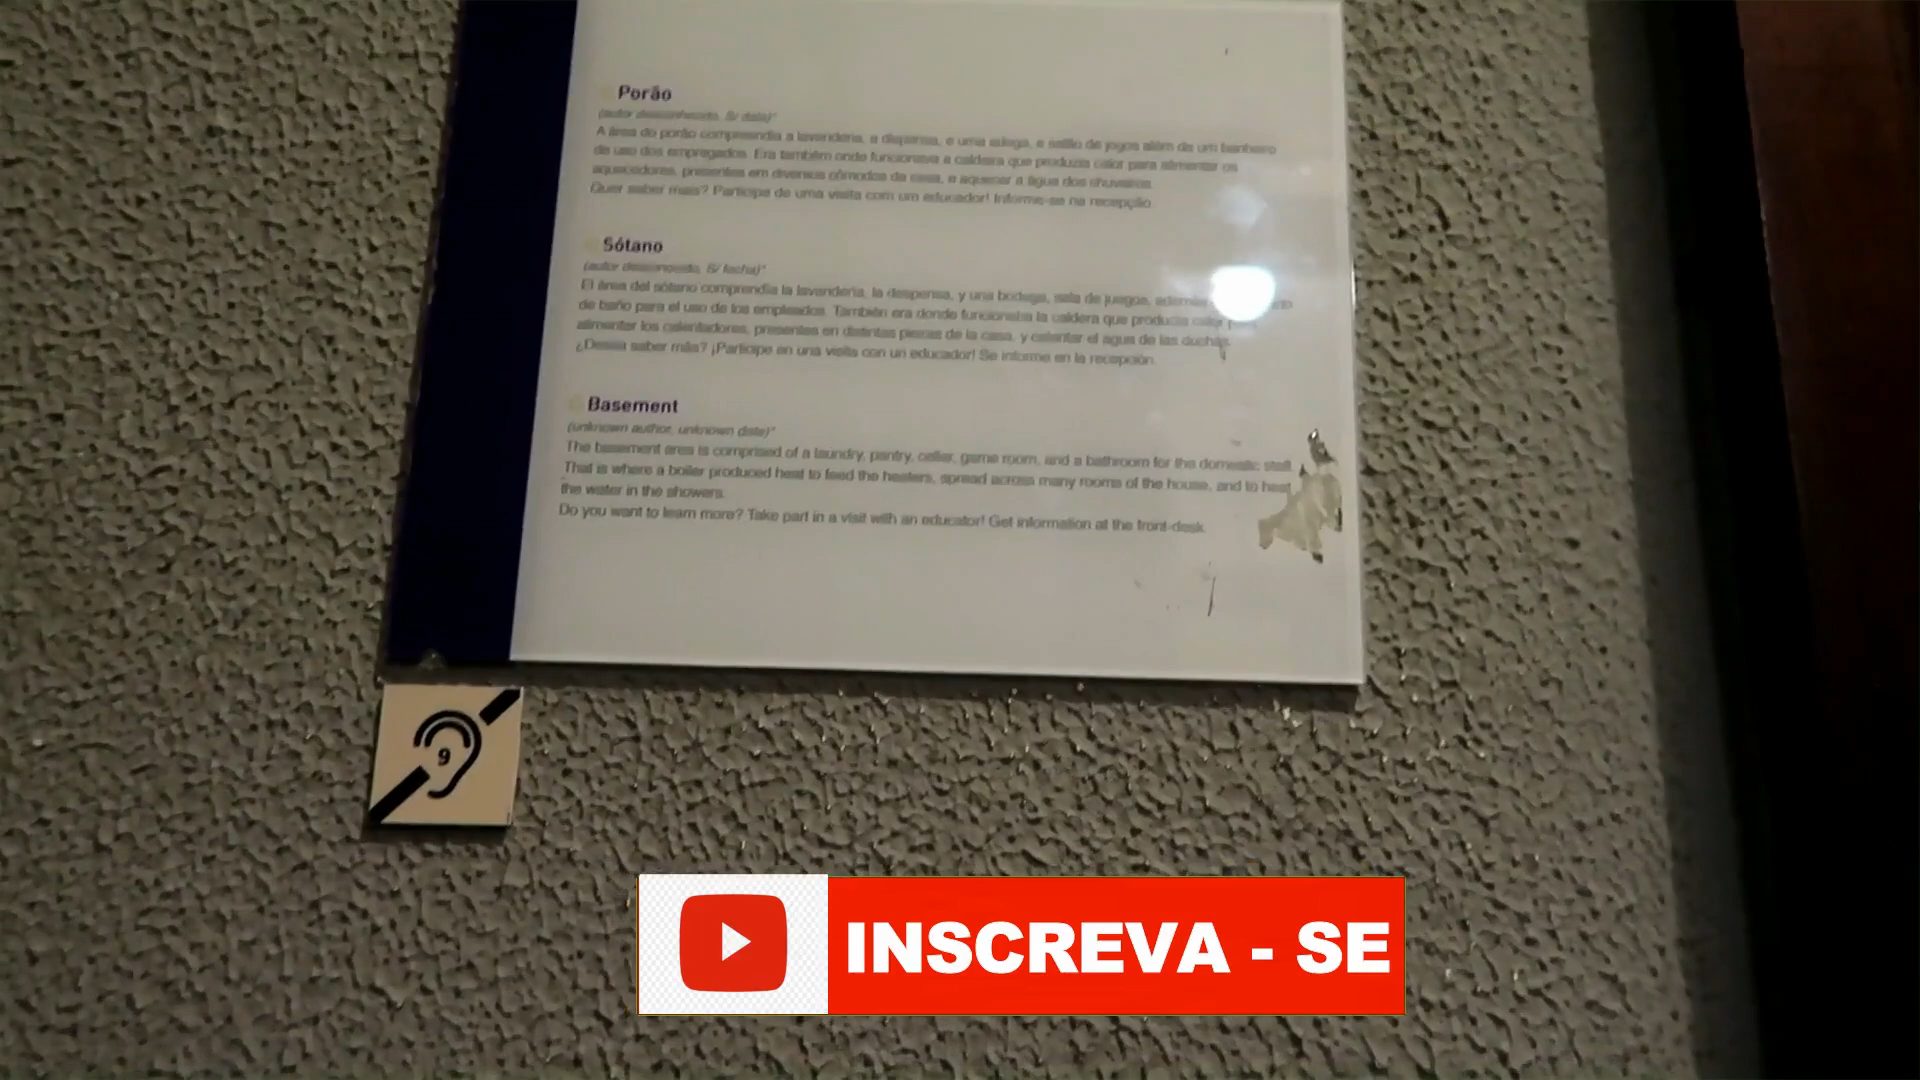 Porão
(autor desconhecido, S/ data)*
A área do porão compreendia a lavanderia, a dispensa, e uma adega, e salão de jogos além de um banheiro
de uso dos empregados. Era também onde funcionava a caldeira que produzia calor para alimentar os
aquecedores, presentes em diversos cômodos da casa, e aquecer a água dos chuveiros.
Quer saber mais? Participe de uma visita com um educador! Informe-se na recepção.
Sótano
(autor desconocido, S/ fecha)*
El área del sótano comprendía la lavandería, la despensa, y una bodega, sala de juegos, además
de baño para el uso de los empleados. También era donde funcionaba la caldera que producía calor para
alimentar los calentadores, presentes en distintas piezas de la casa, y calentar el agua de las duchas.
¿Desea saber más? ¡Participe en una visita con un educador! Se informe en la recepción.
Basement
(unknown author, unknown date)*
The basement area is comprised of a laundry, pantry, cellar, game room, and a bathroom for the domestic staff.
That is where a boiler produced heat to feed the heaters, spread across many rooms of the house, and to heat
the water in the showers.
Do you want to learn more? Take part in a visit with an educator! Get information at the front-desk.
9
INSCREVA - SE